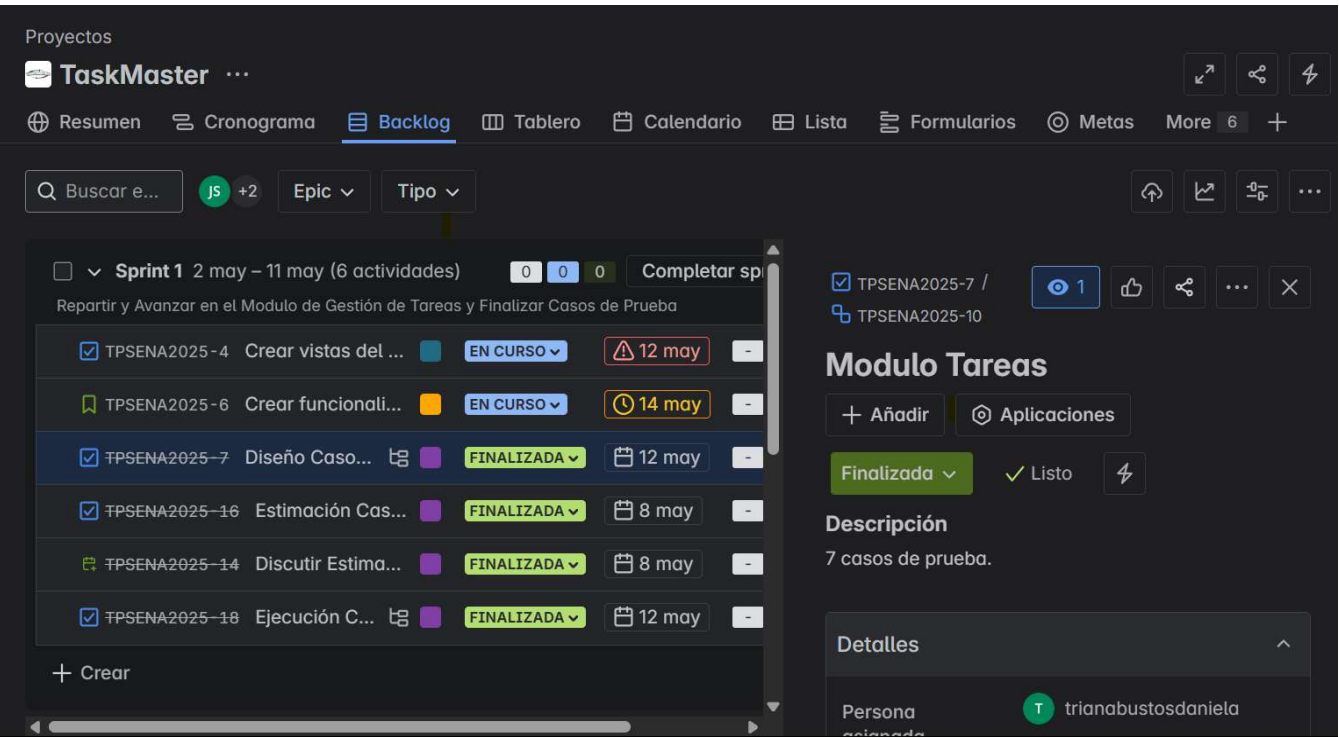 Proyectos
TaskMaster ...
Resumen Cronograma Backlog Tablero Calendario Lista Formularios Metas More 6
Buscar e... JS +2 Epic Tipo
Sprint 1 2 may – 11 may (6 actividades) 0 0 0 Completar sp
Repartir y Avanzar en el Modulo de Gestión de Tareas y Finalizar Casos de Prueba
TPSENA2025-4 Crear vistas del ... EN CURSO 12 may -
TPSENA2025-6 Crear funcionali... EN CURSO 14 may -
TPSENA2025-7 Diseño Caso... FINALIZADA 12 may -
TPSENA2025-16 Estimación Cas... FINALIZADA 8 may -
TPSENA2025-14 Discutir Estima... FINALIZADA 8 may -
TPSENA2025-18 Ejecución C... FINALIZADA 12 may -
+ Crear
TPSENA2025-7 / 1
TPSENA2025-10
Modulo Tareas
+ Añadir Aplicaciones
Finalizada Listo
Descripción
7 casos de prueba.
Detalles
Persona T trianabustosdaniela
asignada